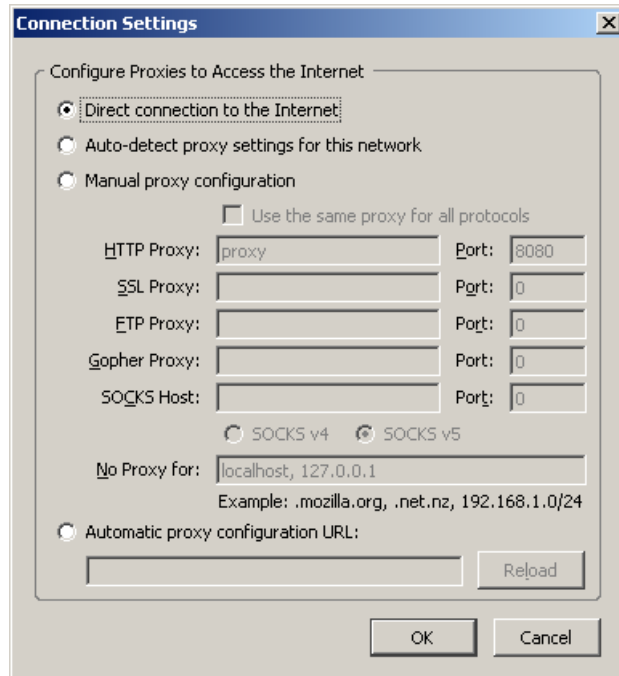 Connection Settings
Configure Proxies to Access the Internet
Direct connection to the Internet
Auto-detect proxy settings for this network
Manual proxy configuration
Use the same proxy for all protocols
HTTP Proxy: proxy Port: 8080
SSL Proxy: Port: 0
FTP Proxy: Port: 0
Gopher Proxy: Port: 0
SOCKS Host: Port: 0
SOCKS v4 SOCKS v5
No Proxy for: localhost, 127.0.0.1
Example: .mozilla.org, .net.nz, 192.168.1.0/24
Automatic proxy configuration URL:
Reload
OK Cancel